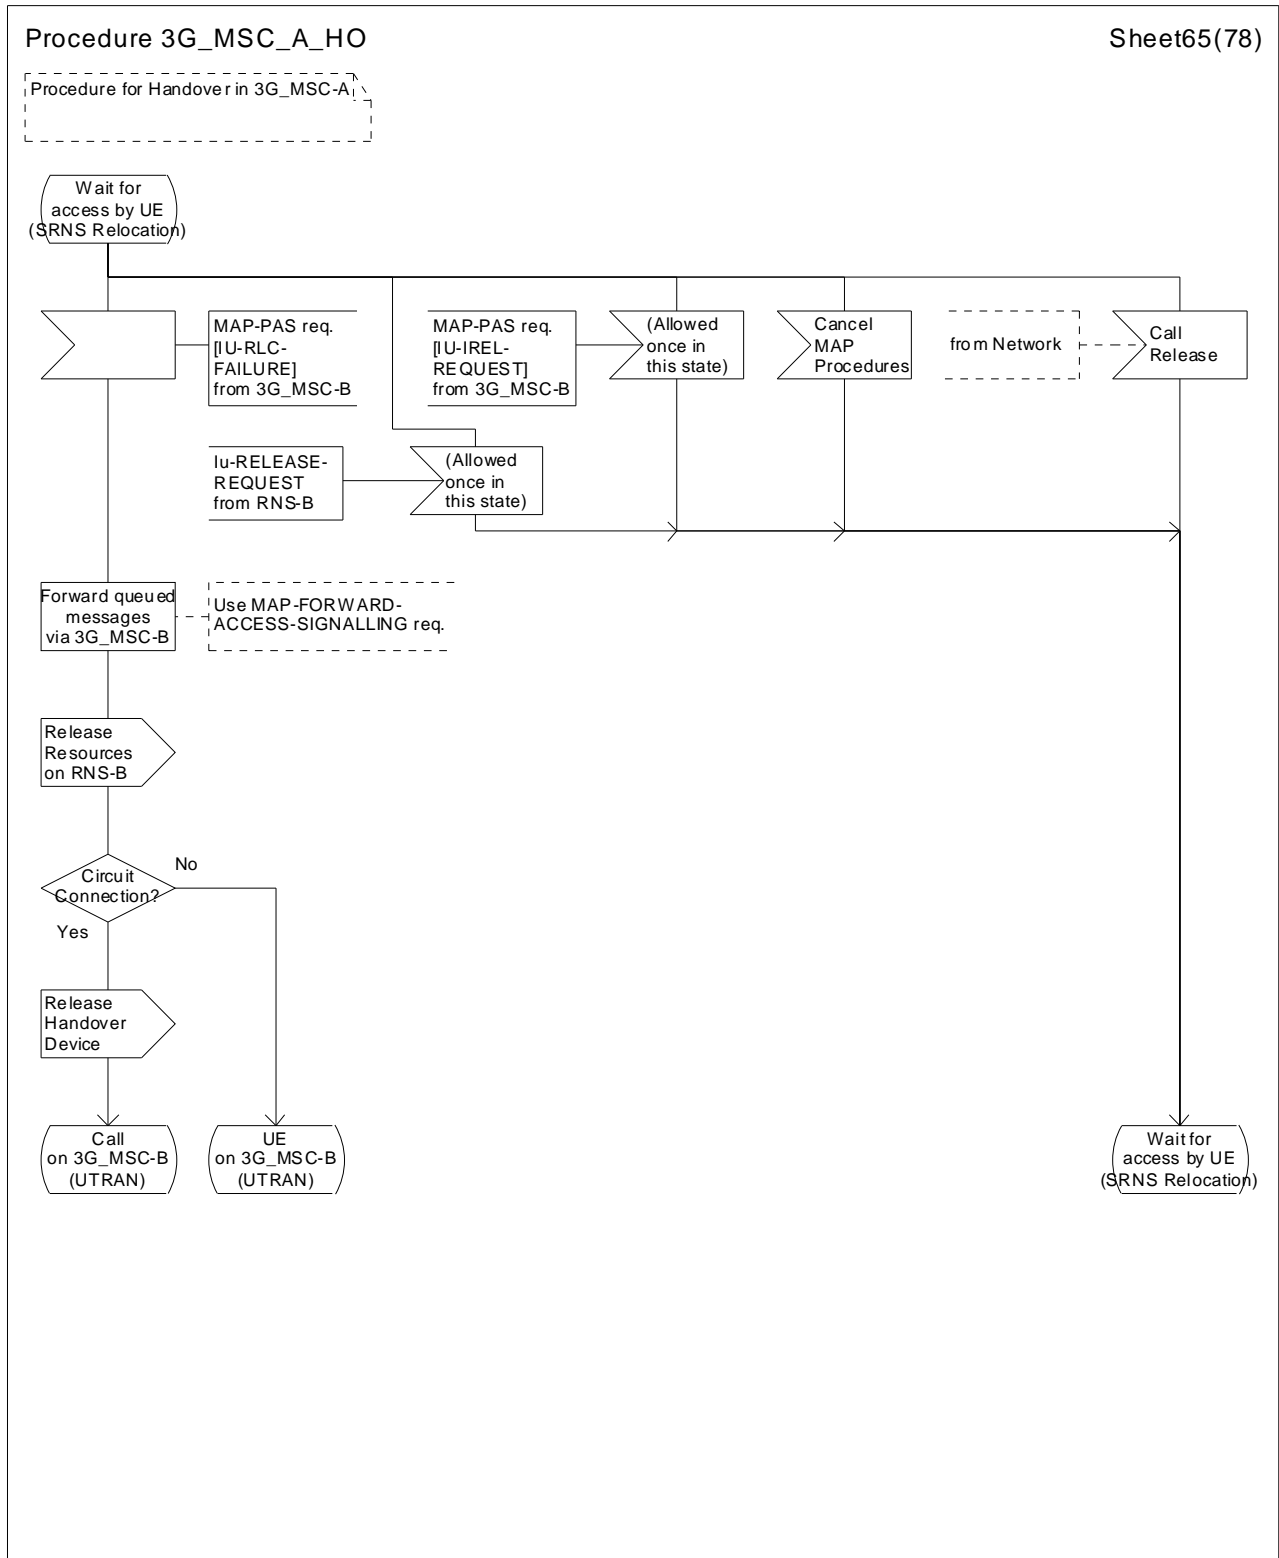 Procedure 3G_MSC_A_HO
Sheet65(78)
Procedure for Handover in 3G_MSC-A
Wait for
access by UE
(SRNS Relocation)
MAP-PAS req.
[IU-RLC-
FAILURE]
from 3G_MSC-B
MAP-PAS req.
[IU-IREL-
REQUEST]
from 3G_MSC-B
(Allowed
once in
this state)
Cancel
MAP
Procedures
from Network
Call
Release
Iu-RELEASE-
REQUEST
from RNS-B
(Allowed
once in
this state)
Forward queued
messages
via 3G_MSC-B
Use MAP-FORWARD-
ACCESS-SIGNALLING req.
Release
Resources
on RNS-B
Circuit
Connection?
No
Yes
Release
Handover
Device
Call
on 3G_MSC-B
(UTRAN)
UE
on 3G_MSC-B
(UTRAN)
Wait for
access by UE
(SRNS Relocation)